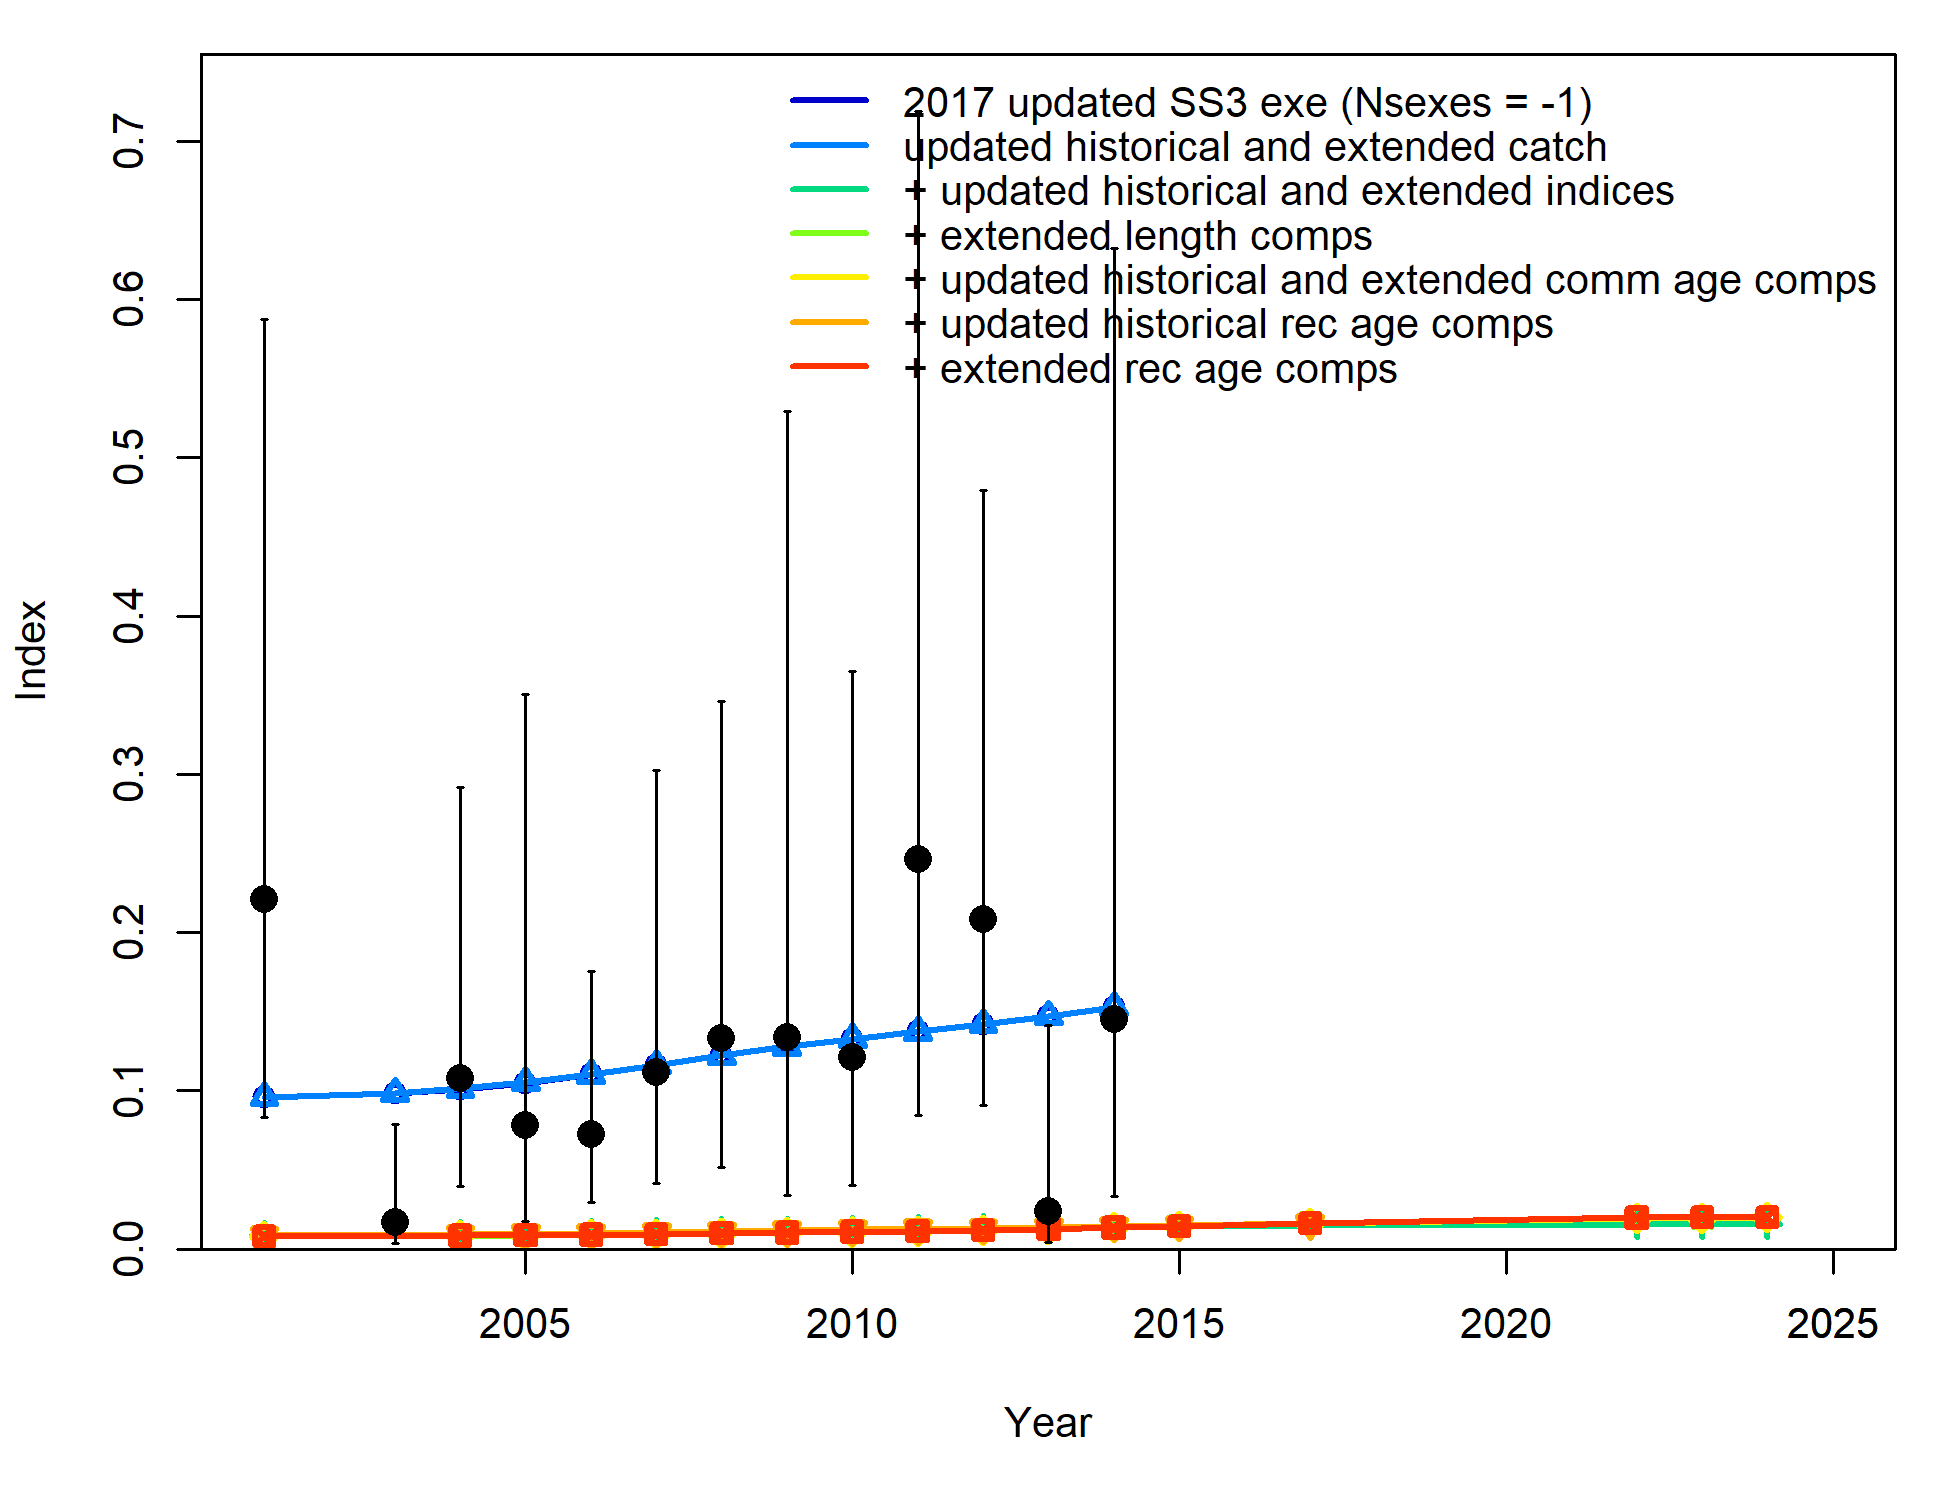 2017 updated SS3 exe (Nsexes = -1)
updated historical and extended catch
+ updated historical and extended indices
+ extended length comps
+ updated historical and extended comm age comps
+ updated historical rec age comps
+ extended rec age comps
0.7
0.6
0.5
0.4
0.3
0.2
0.1
0.0
Index
2005 2010 2015 2020 2025
Year